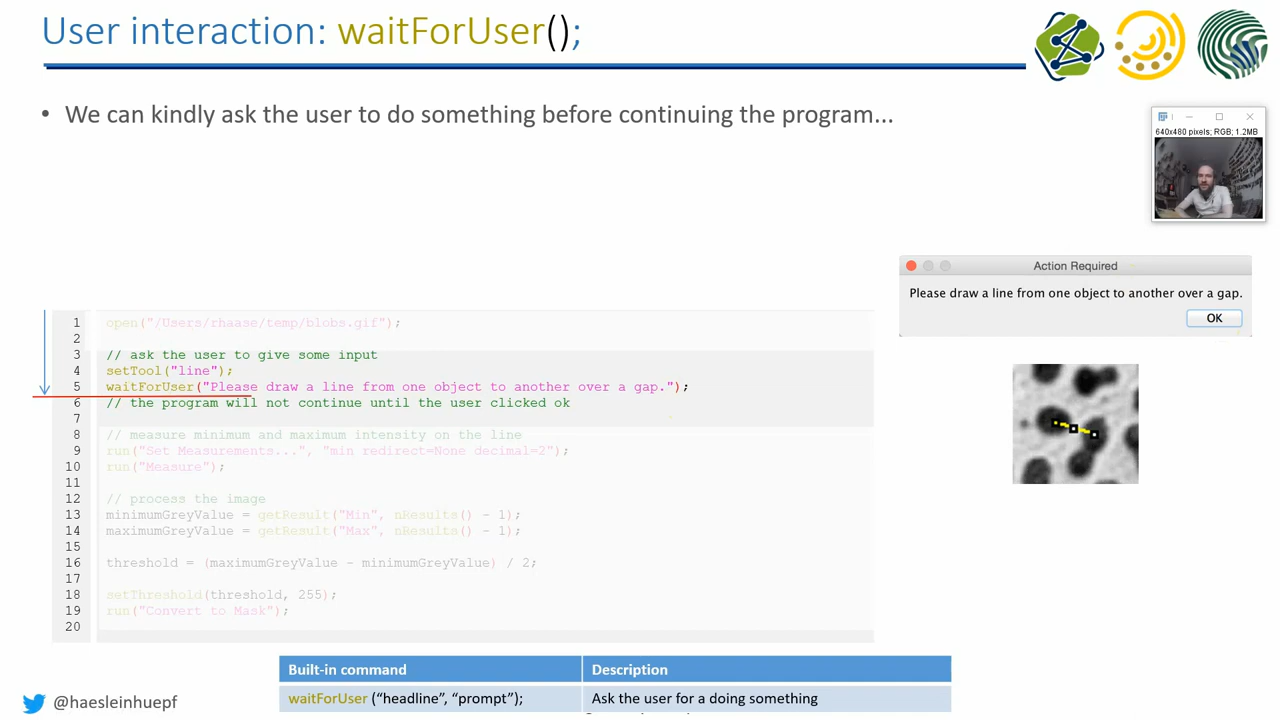 User interaction: waitForUser();
• We can kindly ask the user to do something before continuing the program...
640x480 pixels; RGB; 1.2MB
Action Required
Please draw a line from one object to another over a gap.
OK
1 open("/Users/rhaase/temp/blobs.gif");
2
3 // ask the user to give some input
4 setTool("line");
5 waitForUser("Please draw a line from one object to another over a gap.");
6 // the program will not continue until the user clicked ok
7
8 // measure minimum and maximum intensity on the line
9 run("Set Measurements...", "min redirect=None decimal=2");
10 run("Measure");
11
12 // process the image
13 minimumGreyValue = getResult("Min", nResults() - 1);
14 maximumGreyValue = getResult("Max", nResults() - 1);
15
16 threshold = (maximumGreyValue - minimumGreyValue) / 2;
17
18 setThreshold(threshold, 255);
19 run("Convert to Mask");
20
Built-in command Description
waitForUser (“headline”, “prompt”); Ask the user for a doing something
@haesleinhuepf